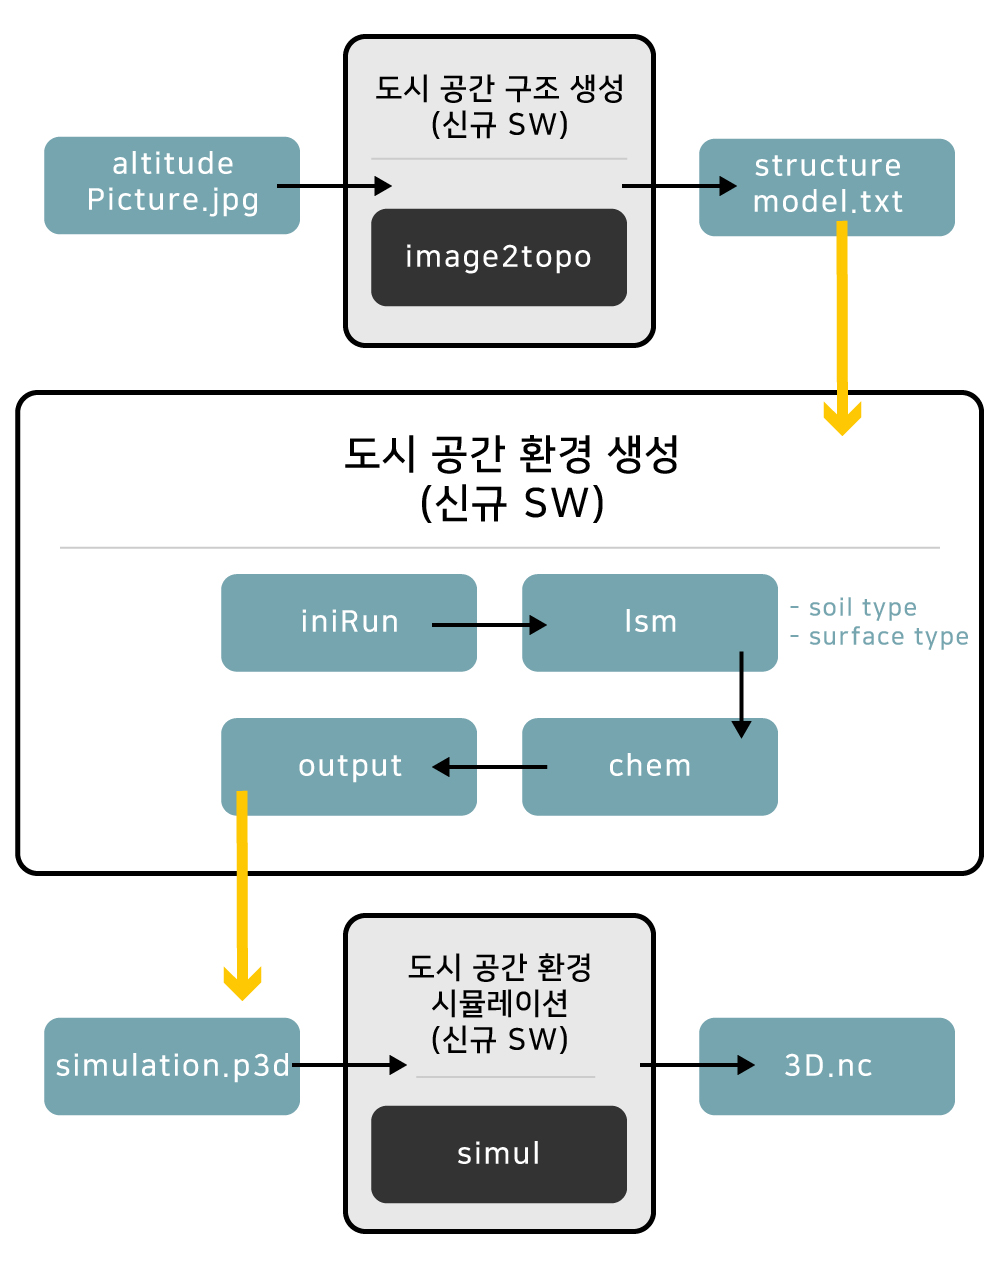 도시 공간 구조 생성
(신규 SW)
altitude
Picture.jpg
image2topo
structure
model.txt
도시 공간 환경 생성
(신규 SW)
iniRun
lsm
- soil type
- surface type
output
chem
도시 공간 환경
시뮬레이션
(신규 SW)
simulation.p3d
3D.nc
simul